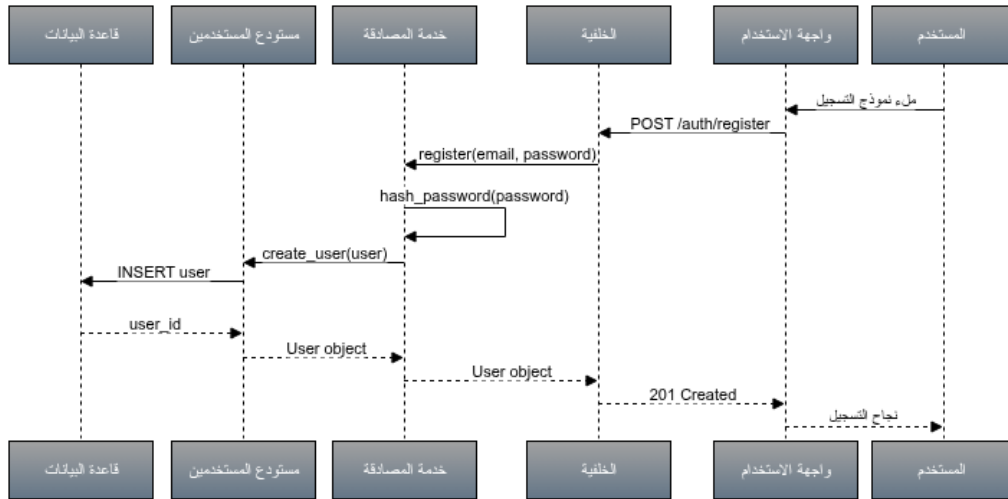 المستخدم
واجهة الاستخدام
الخلفية
خدمة المصادقة
مستودع المستخدمين
قاعدة البيانات
ملء نموذج التسجيل
POST /auth/register
register(email, password)
hash_password(password)
create_user(user)
INSERT user
user_id
User object
User object
201 Created
نجاح التسجيل
المستخدم
واجهة الاستخدام
الخلفية
خدمة المصادقة
مستودع المستخدمين
قاعدة البيانات